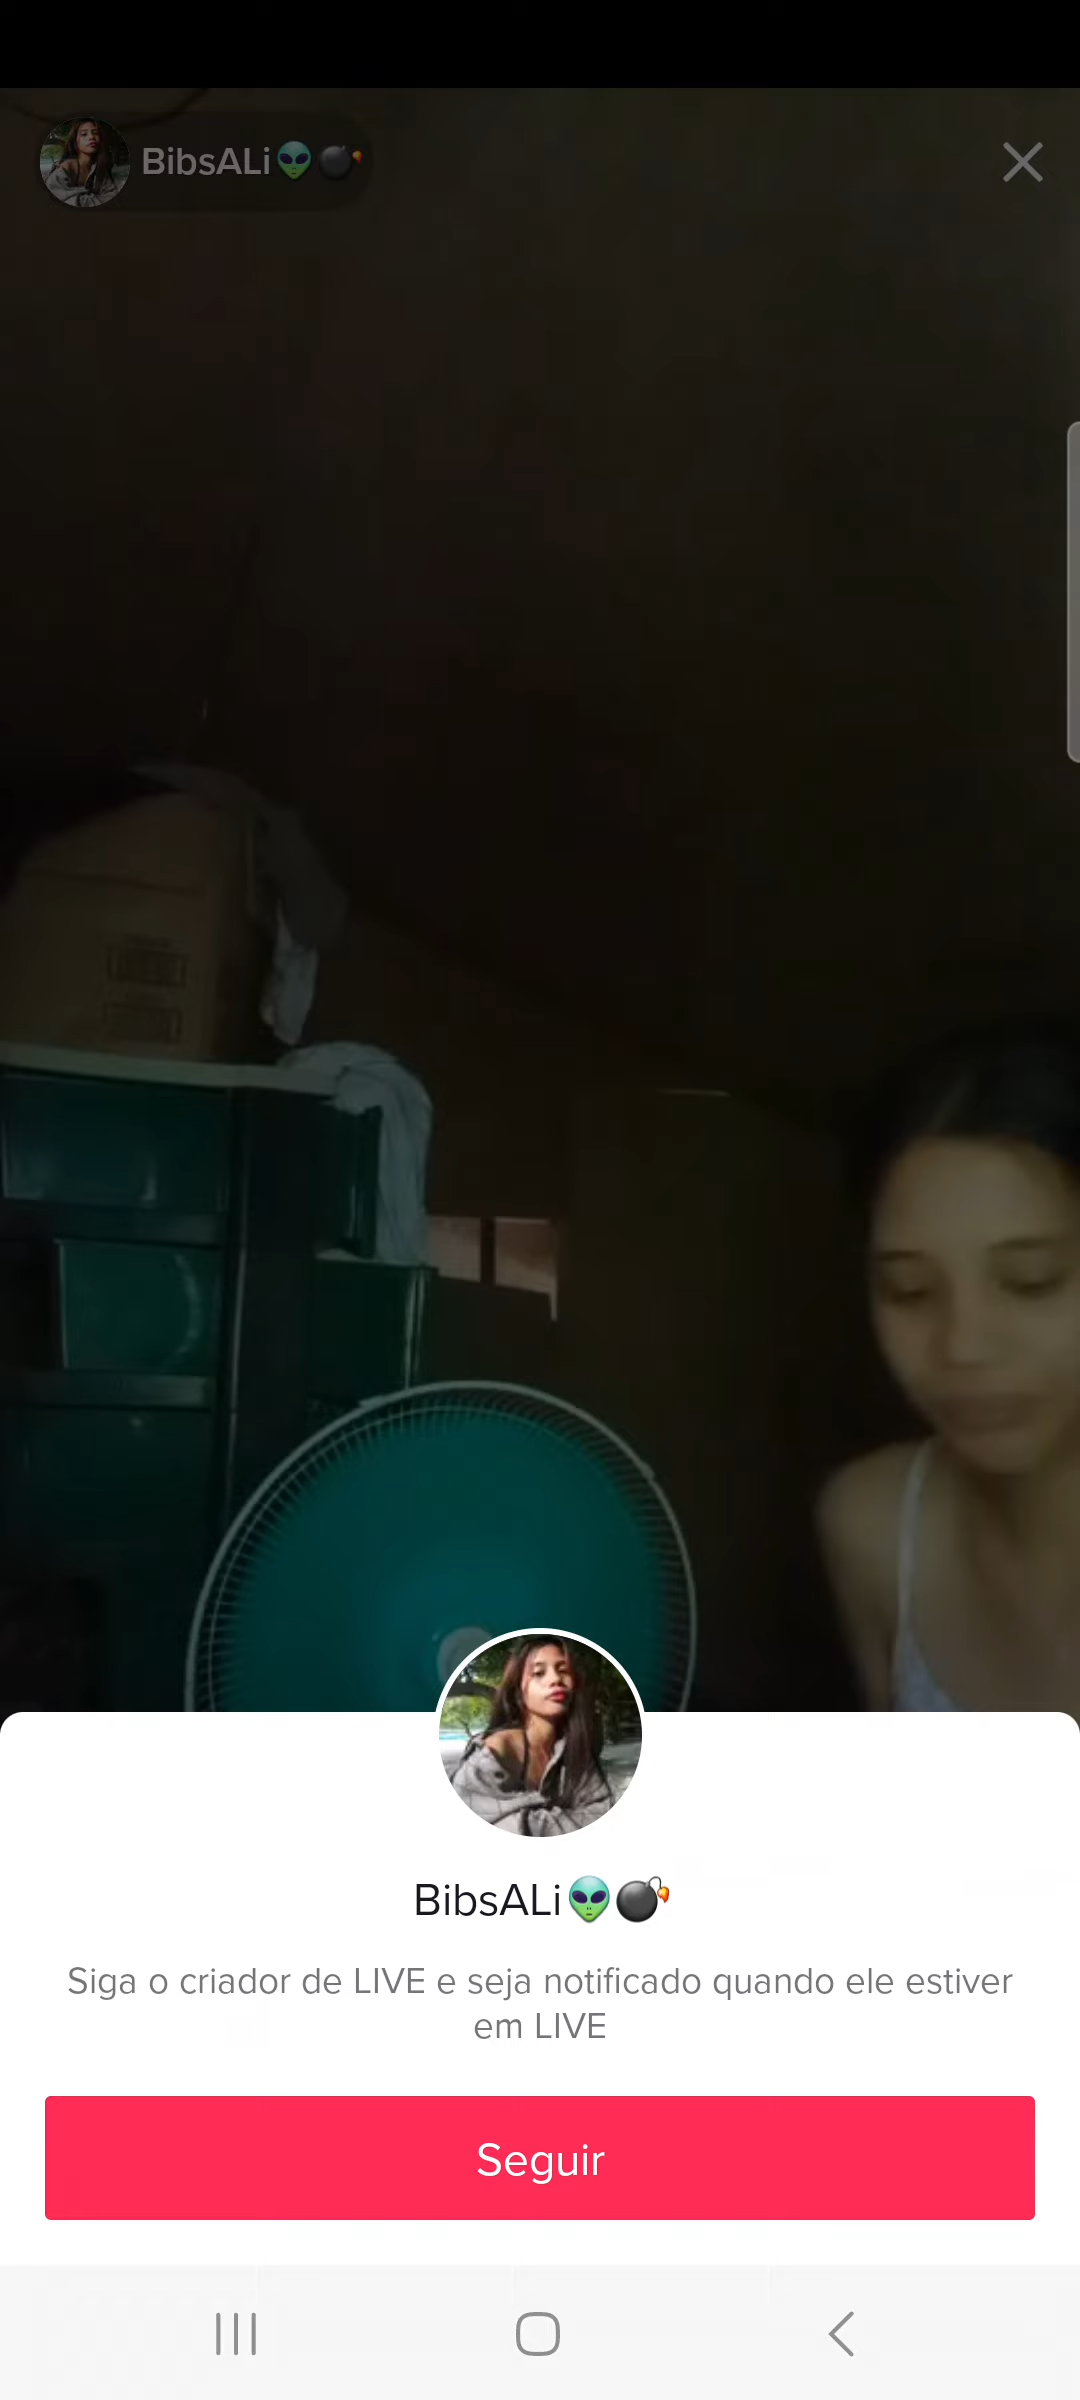 BibsALi👽💣
BibsALi👽💣
Siga o criador de LIVE e seja notificado quando ele estiver
em LIVE
Seguir